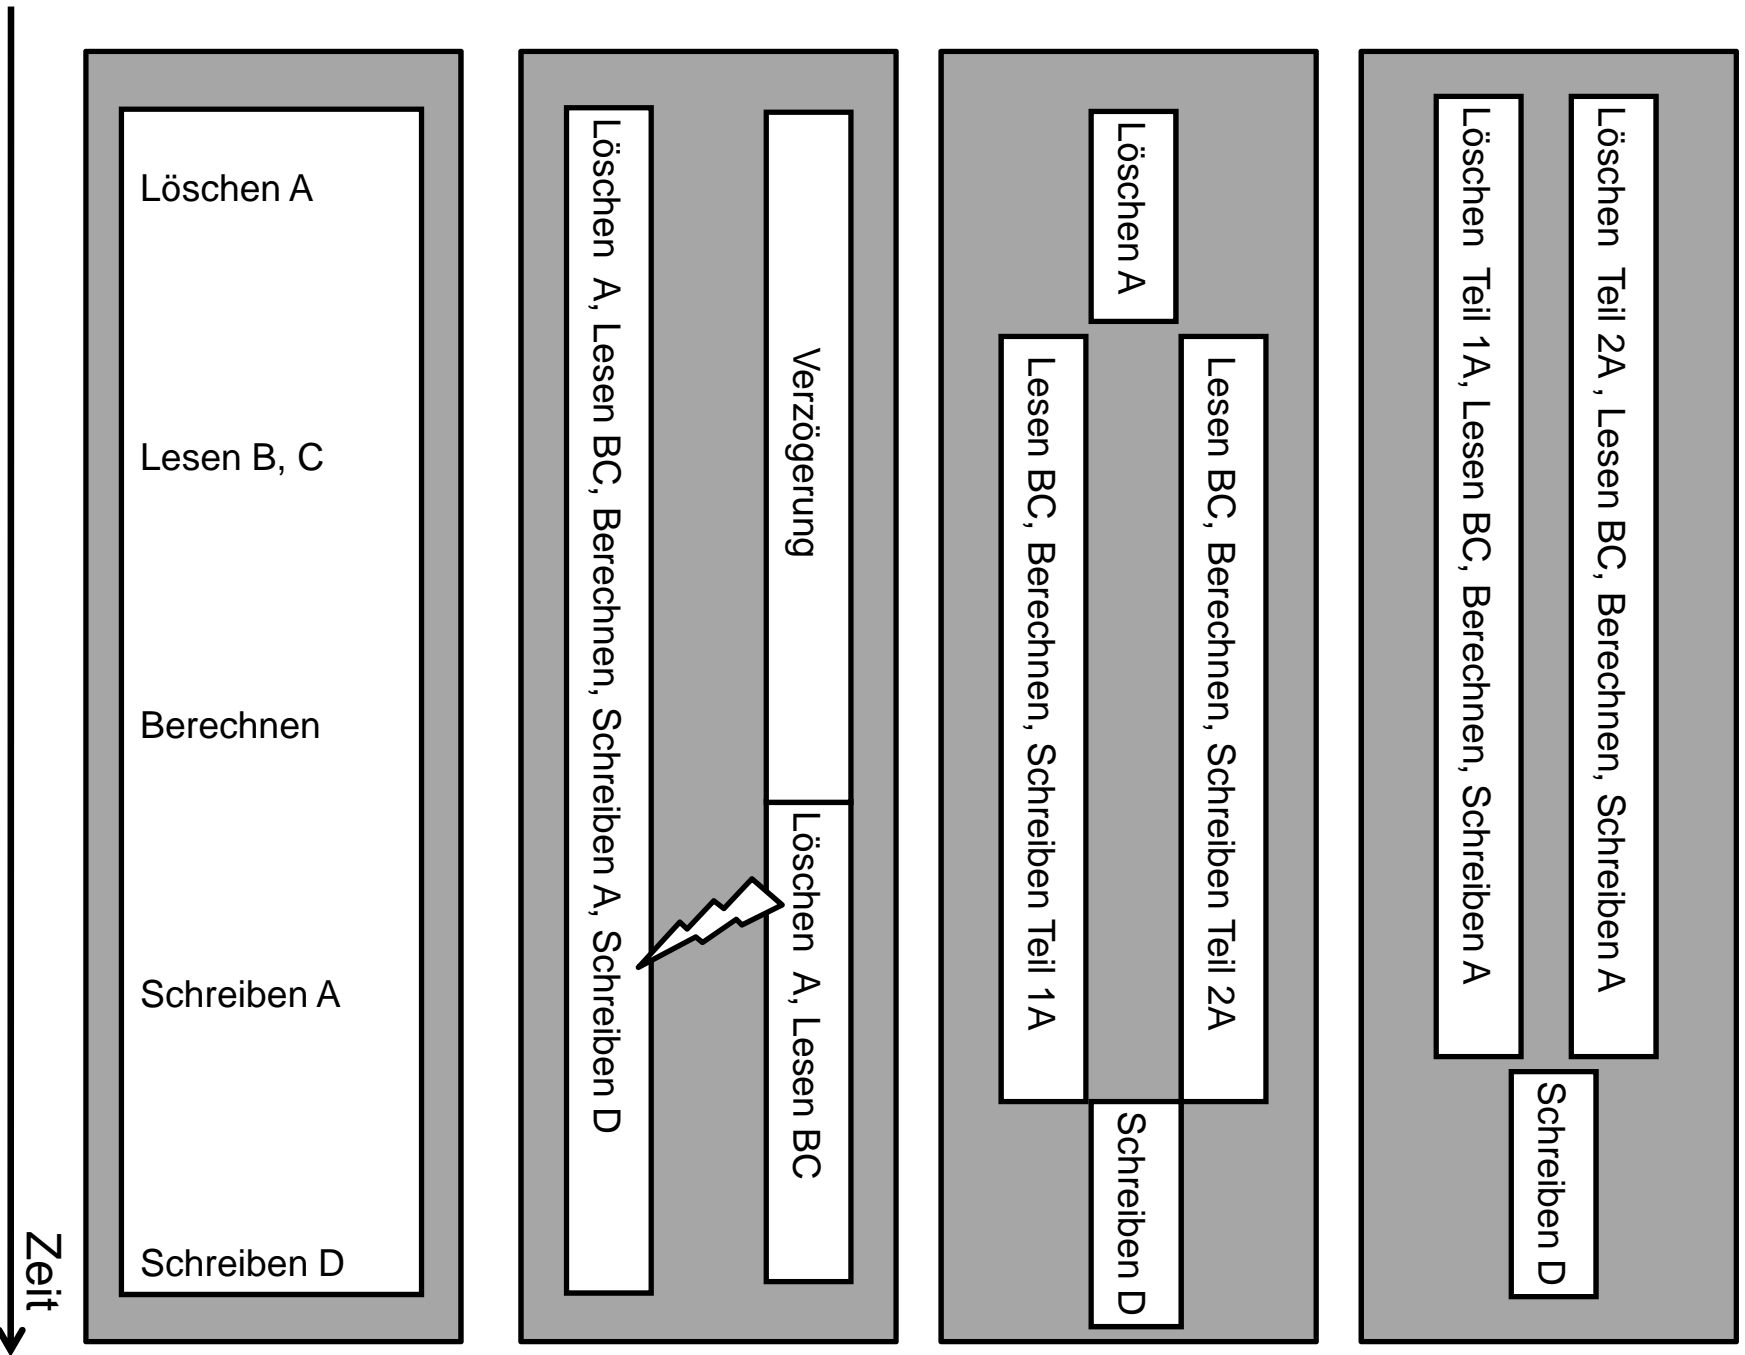 Zeit
Löschen A
Lesen B, C
Berechnen
Schreiben A
Schreiben D
Löschen A, Lesen BC, Berechnen, Schreiben A, Schreiben D
Verzögerung
Löschen A, Lesen BC
Löschen A
Lesen BC, Berechnen, Schreiben Teil 1A
Lesen BC, Berechnen, Schreiben Teil 2A
Schreiben D
Löschen Teil 1A, Lesen BC, Berechnen, Schreiben A
Löschen Teil 2A , Lesen BC, Berechnen, Schreiben A
Schreiben D